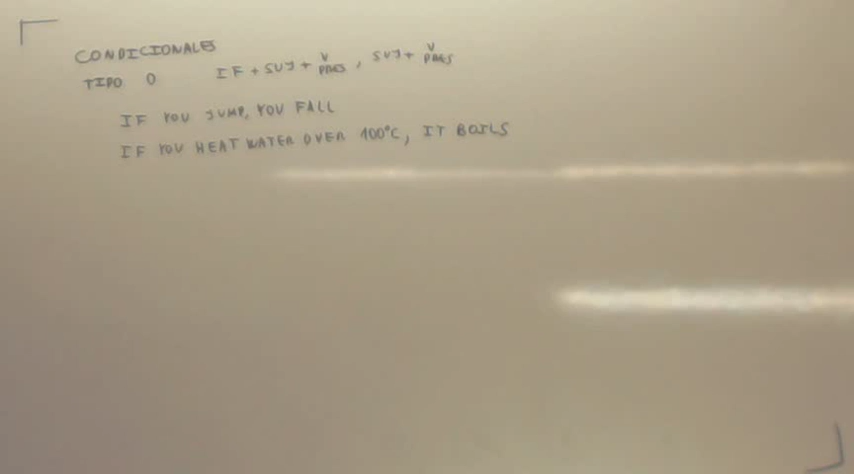 CONDICIONALES
TIPO 0 IF + SUJ + V PRES, SUJ + V PRES
IF YOU JUMP, YOU FALL
IF YOU HEAT WATER OVER 100°C, IT BOILS